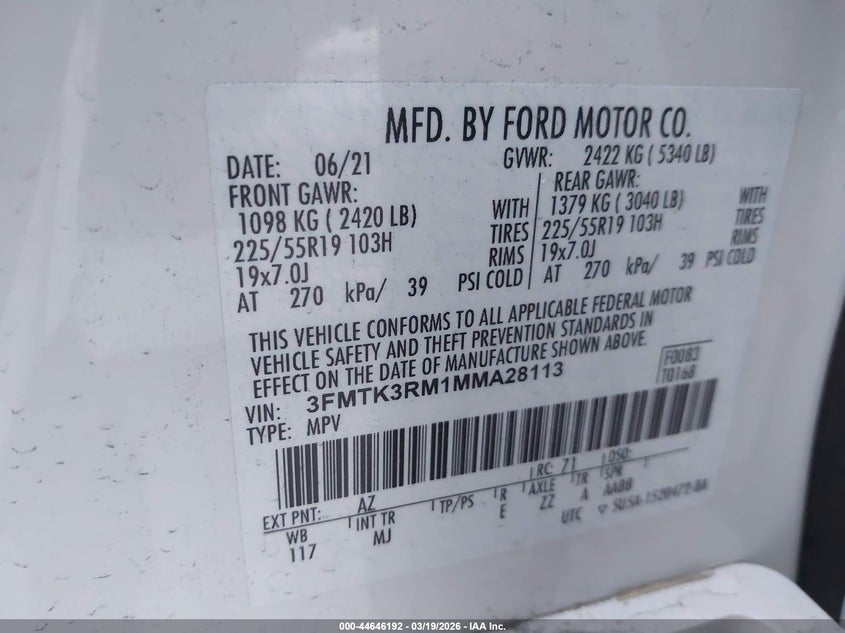 MFD. BY FORD MOTOR CO.
DATE: 06/21 GVWR: 2422 KG ( 5340 LB)
FRONT GAWR: REAR GAWR:
1098 KG ( 2420 LB) WITH 1379 KG ( 3040 LB) WITH
225/55R19 103H TIRES 225/55R19 103H TIRES
19x7.0J RIMS 19x7.0J RIMS
AT 270 kPa/ 39 PSI COLD AT 270 kPa/ 39 PSI COLD
THIS VEHICLE CONFORMS TO ALL APPLICABLE FEDERAL MOTOR
VEHICLE SAFETY AND THEFT PREVENTION STANDARDS IN
EFFECT ON THE DATE OF MANUFACTURE SHOWN ABOVE.
F0083
T0168
VIN: 3FMTK3RM1MMA28113
TYPE: MPV
RC: 71 DSO:
EXT PNT: AZ
WB INT TR TP/PS R AXLE TR SPR
117 MJ E ZZ A AABB
UTC
000-44646192 - 03/19/2026 - IAA Inc.